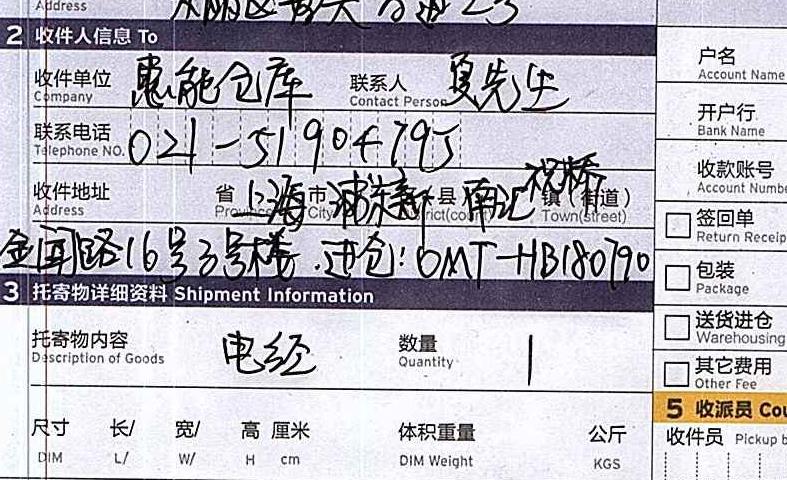 Address
2 收件人信息 To
收件单位 惠能仓库 联系人 夏先生 户名
Company Contact Person Account Name
联系电话 021-51904795 开户行
Telephone NO. Bank Name
收件地址 省 上海 市 浦东新 县 南汇祝桥 镇（街道） 收款账号
Address Province City District(county) Town(street) Account Numbe
金闻路16号3号楼.进仓:OMT-HB180790 签回单
Return Receip
3 托寄物详细资料 Shipment Information 包装
Package
托寄物内容 电缆 数量 1 送货进仓
Description of Goods Quantity Warehousing
其它费用
Other Fee
5 收派员 Cou
尺寸 长/ 宽/ 高 厘米 体积重量 公斤 收件员 Pickup b
DIM L/ W/ H cm DIM Weight KGS